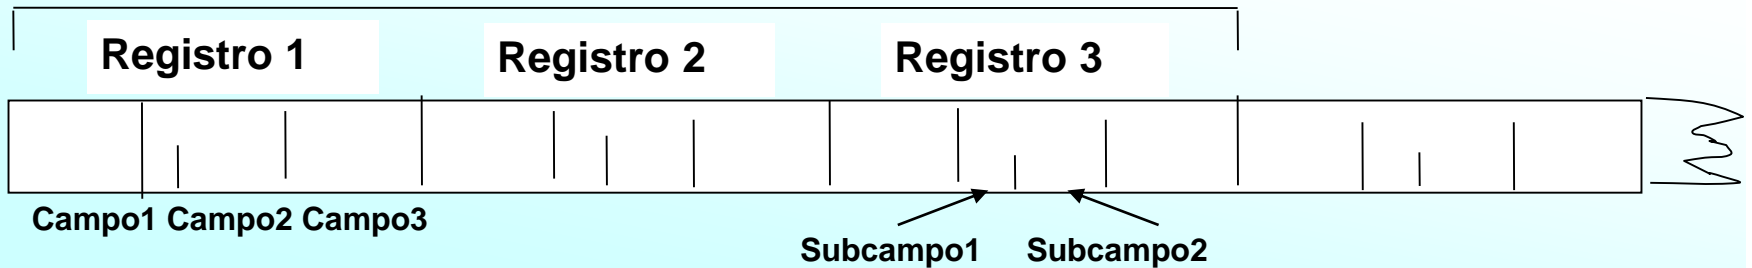 Registro 1 Registro 2 Registro 3
Campo1 Campo2 Campo3
Subcampo1 Subcampo2